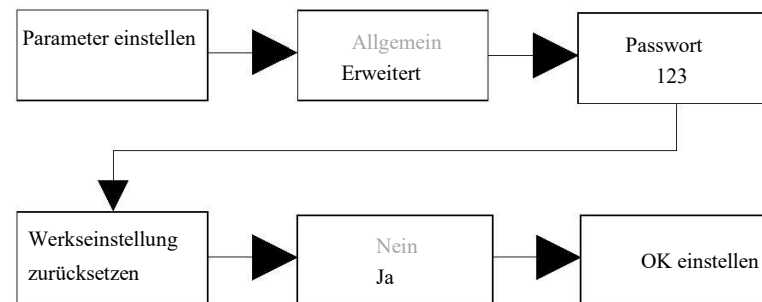 Parameter einstellen
Allgemein
Erweitert
Passwort
123
Werkseinstellung
zurücksetzen
Nein
Ja
OK einstellen